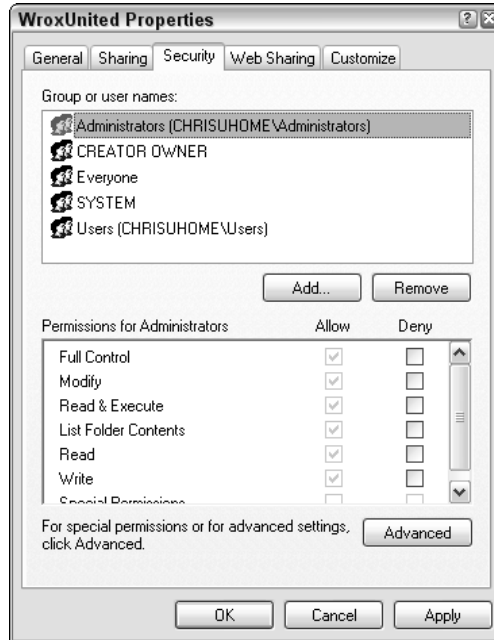 WroxUnited Properties
General Sharing Security Web Sharing Customize
Group or user names:
Administrators (CHRISUHOME\Administrators)
CREATOR OWNER
Everyone
SYSTEM
Users (CHRISUHOME\Users)
Add... Remove
Permissions for Administrators Allow Deny
Full Control
Modify
Read & Execute
List Folder Contents
Read
Write
Special Permissions
For special permissions or for advanced settings,
click Advanced.
Advanced
OK Cancel Apply